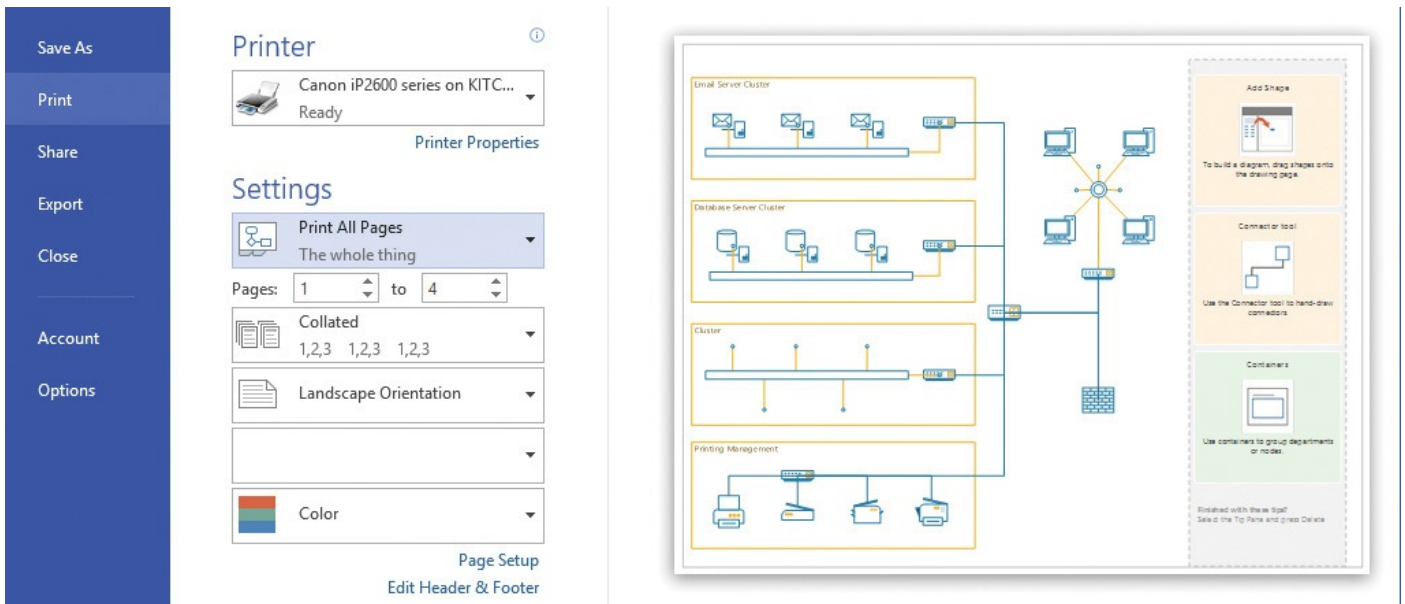 Save As
Print
Share
Export
Close
Account
Options
Printer
Canon iP2600 series on KITC...
Ready
Printer Properties
Settings
Print All Pages
The whole thing
Pages: 1 to 4
Collated
1,2,3 1,2,3 1,2,3
Landscape Orientation
Color
Page Setup
Edit Header & Footer
Email Server Cluster
Database Server Cluster
Cluster
Printing Management
Add Shape
To build a diagram, drag shapes onto
the drawing page.
Connector tool
Use the Connector tool to hand-draw
connectors.
Containers
Use containers to group departments
or nodes.
Finished with these tips?
Select the Tip Pane and press Delete